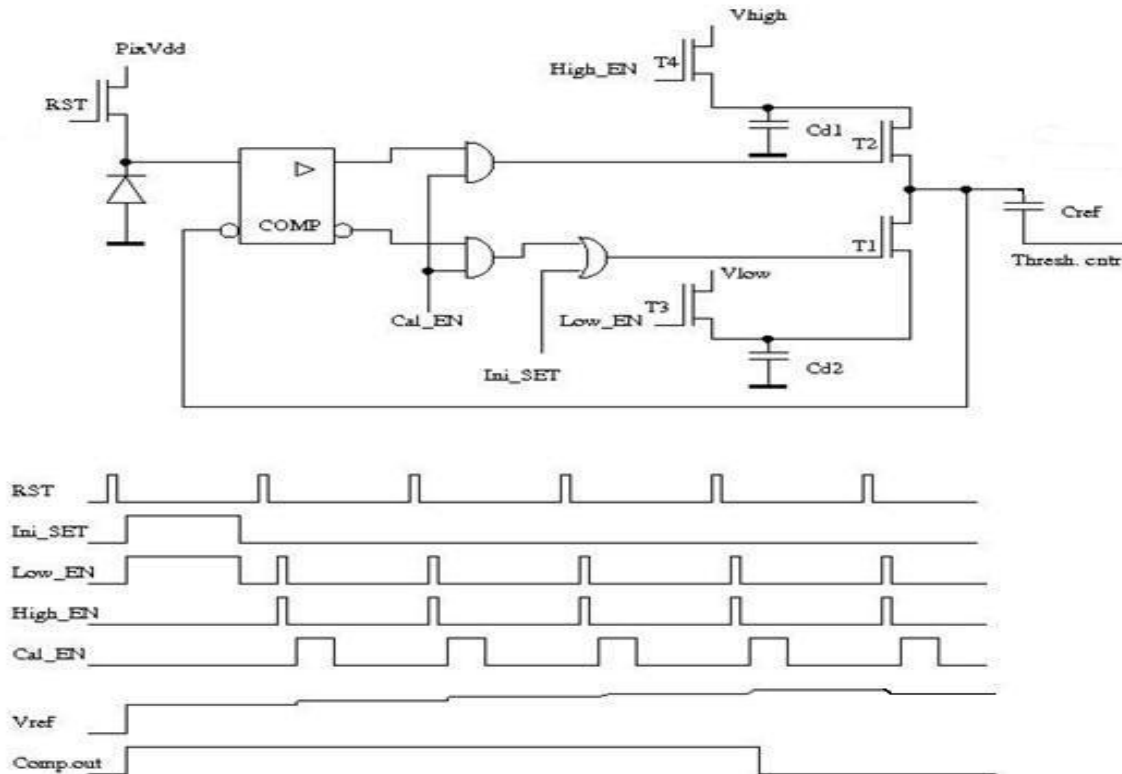 Vhigh
PixVdd
T4
High_EN
RST
Cd1
T2
COMP
Cref
T1
Thresh. cntr
Vlow
T3
Cal_EN
Low_EN
Cd2
Ini_SET
RST
Ini_SET
Low_EN
High_EN
Cal_EN
Vref
Comp.out